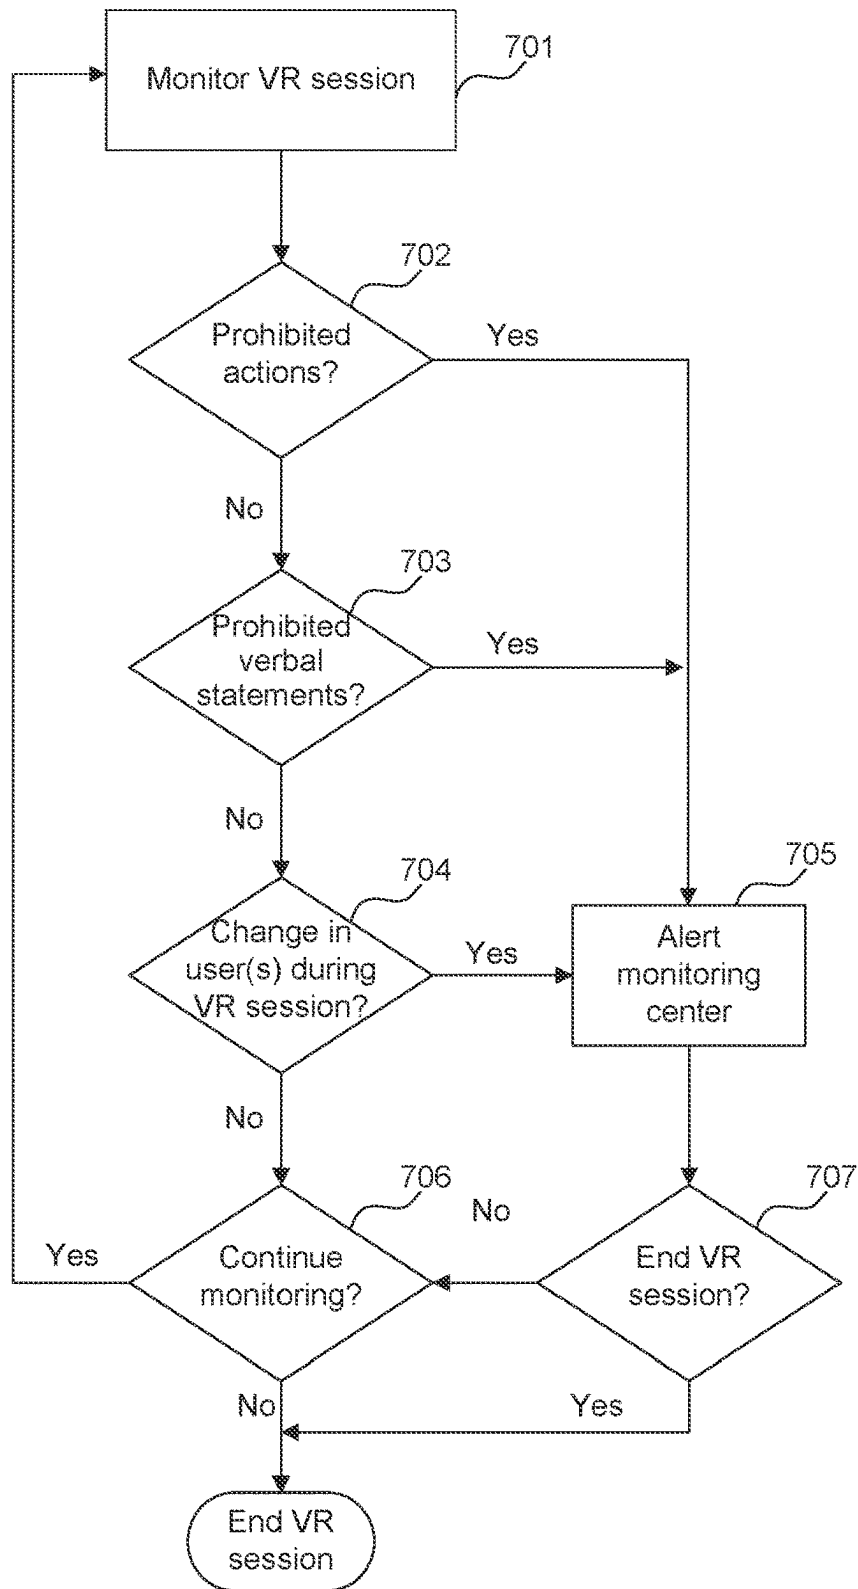 701
Monitor VR session
702
Prohibited
actions?
Yes
No
703
Prohibited
verbal
statements?
Yes
No
704
Change in
user(s) during
VR session?
Yes
705
Alert
monitoring
center
No
706
Continue
monitoring?
Yes
No
707
End VR
session?
No
Yes
End VR
session